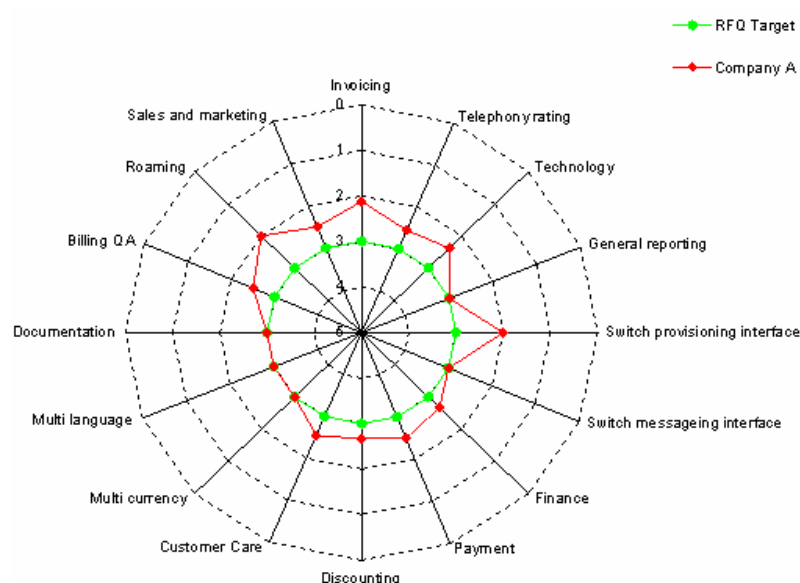 RFQ Target
Company A
Invoicing
Sales and marketing
Telephony rating
Roaming
Technology
Billing QA
General reporting
Documentation
Switch provisioning interface
Multi language
Switch messageing interface
Multi currency
Finance
Customer Care
Payment
Discounting
0
1
2
3
4